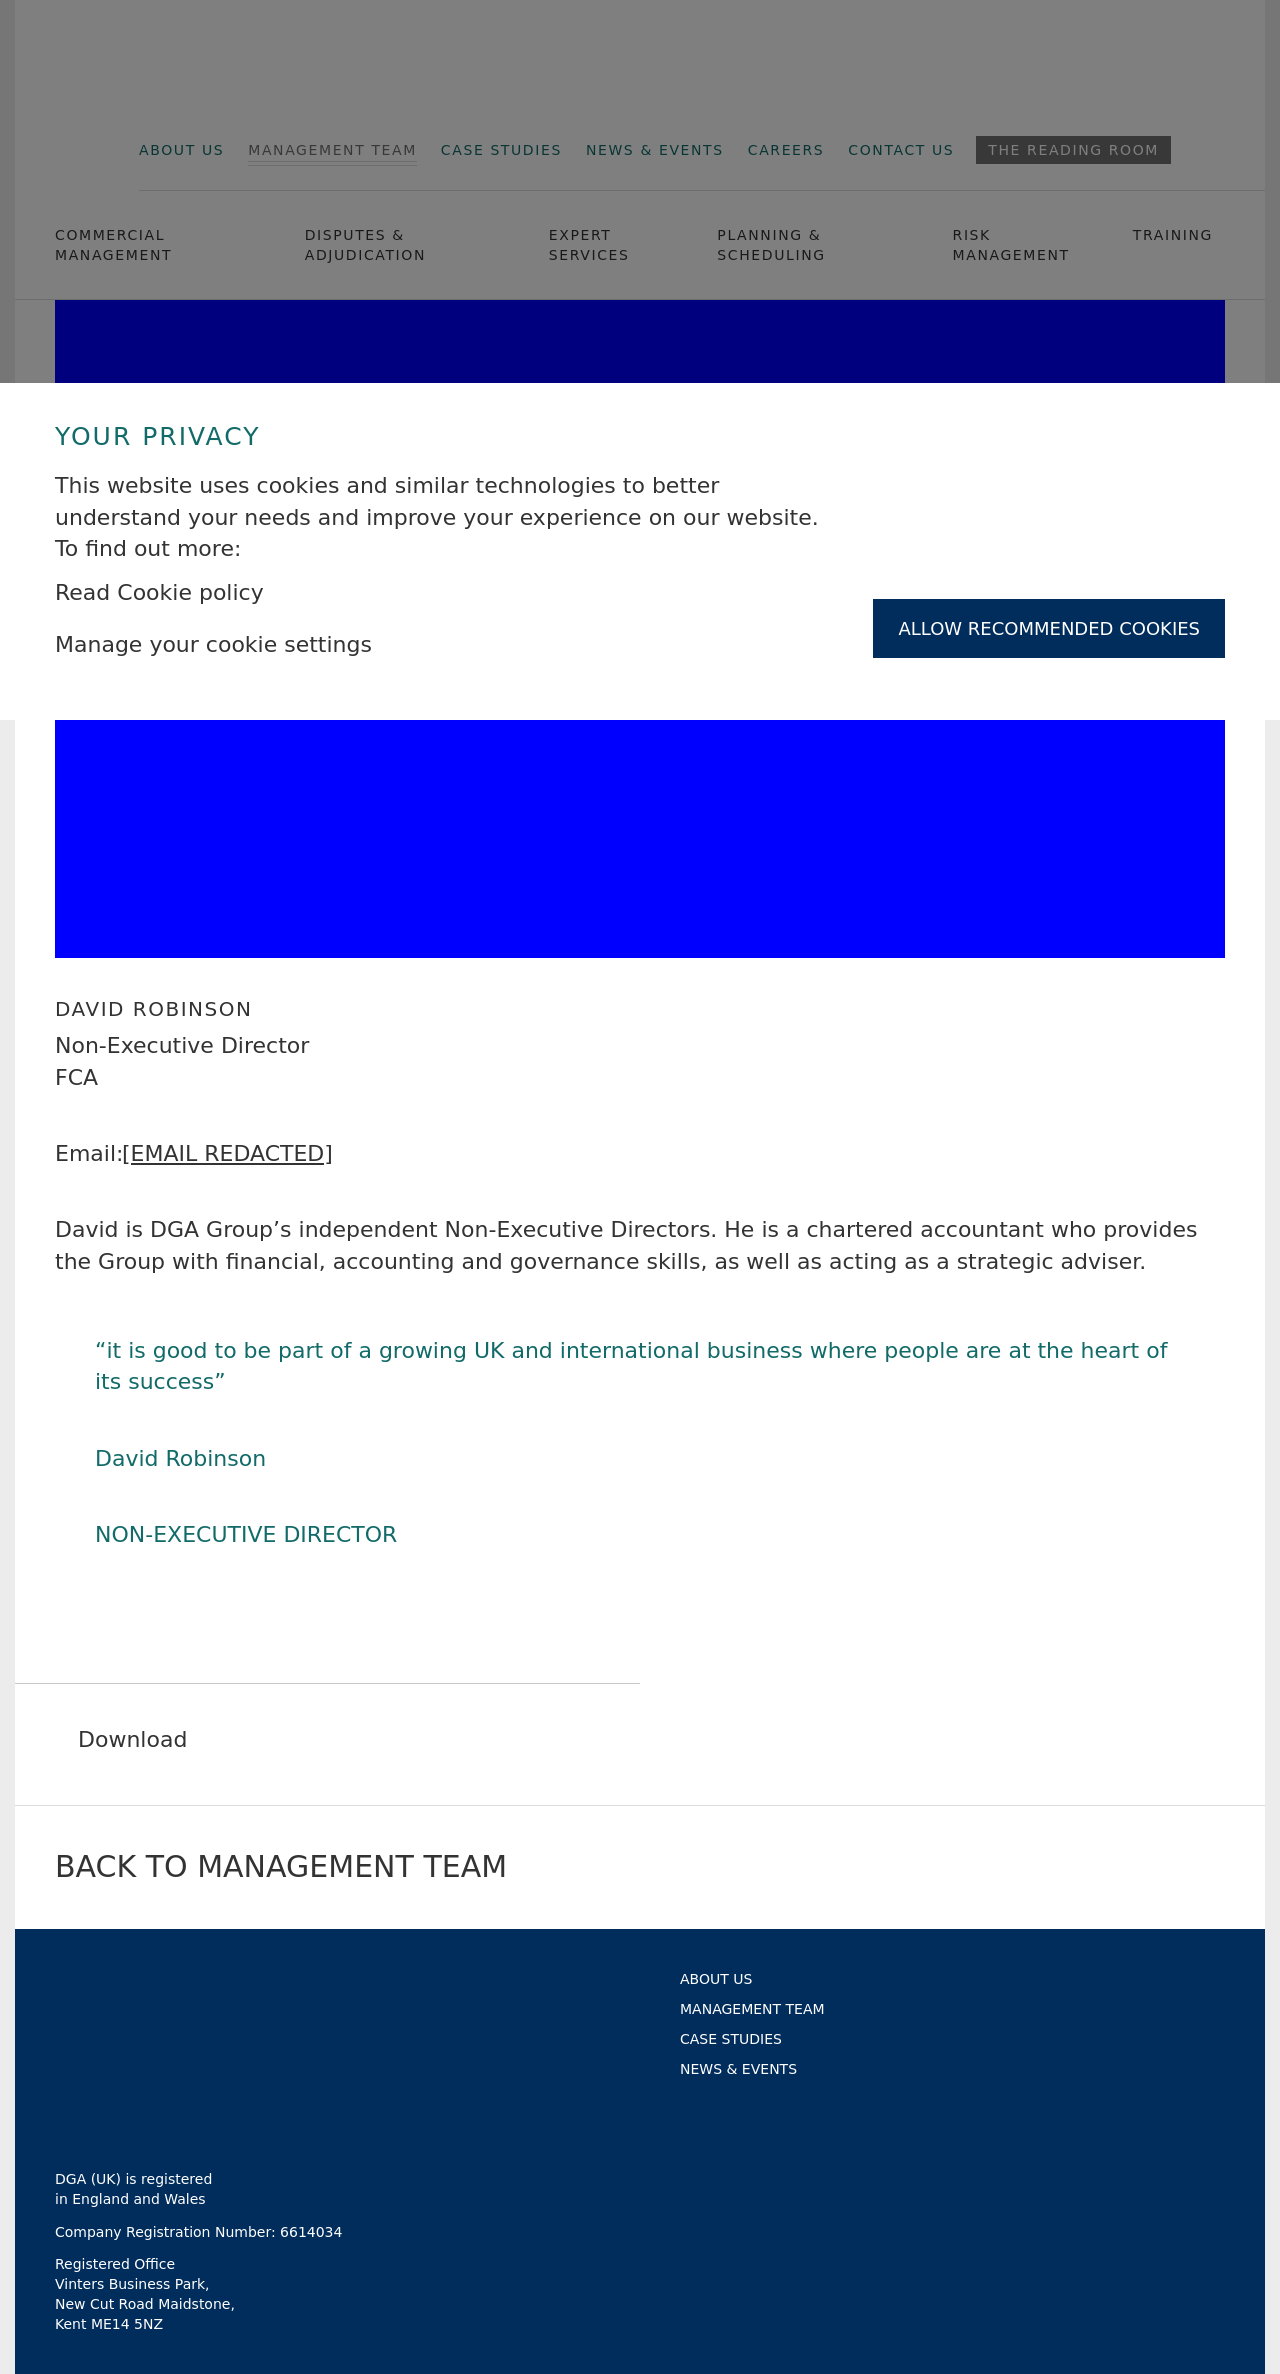 ABOUT US MANAGEMENT TEAM CASE STUDIES NEWS & EVENTS CAREERS CONTACT US THE READING ROOM
COMMERCIAL
MANAGEMENT
DISPUTES &
ADJUDICATION
EXPERT
SERVICES
PLANNING &
SCHEDULING
RISK
MANAGEMENT
TRAINING
YOUR PRIVACY
This website uses cookies and similar technologies to better
understand your needs and improve your experience on our website.
To find out more:
Read Cookie policy
Manage your cookie settings
ALLOW RECOMMENDED COOKIES
DAVID ROBINSON
Non-Executive Director
FCA
Email:[EMAIL REDACTED]
David is DGA Group’s independent Non-Executive Directors. He is a chartered accountant who provides
the Group with financial, accounting and governance skills, as well as acting as a strategic adviser.
“it is good to be part of a growing UK and international business where people are at the heart of
its success”
David Robinson
NON-EXECUTIVE DIRECTOR
Download
BACK TO MANAGEMENT TEAM
ABOUT US
MANAGEMENT TEAM
CASE STUDIES
NEWS & EVENTS
DGA (UK) is registered
in England and Wales
Company Registration Number: 6614034
Registered Office
Vinters Business Park,
New Cut Road Maidstone,
Kent ME14 5NZ